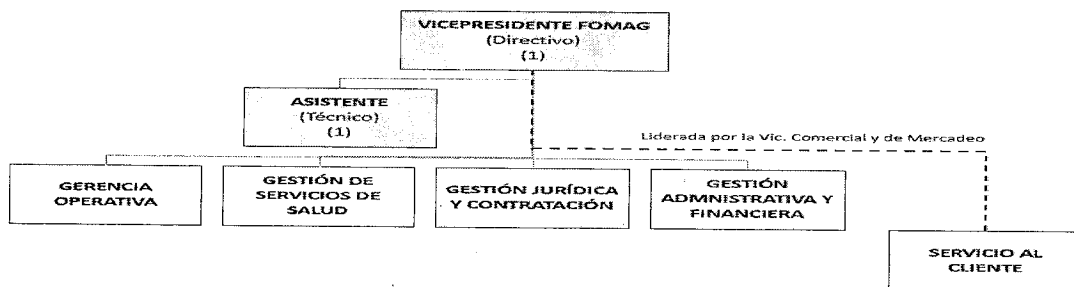 VICEPRESIDENTE FOMAG
(Directivo)
(1)
ASISTENTE
(Técnico)
(1)
Liderada por la Vic. Comercial y de Mercadeo
GERENCIA
OPERATIVA
GESTIÓN DE
SERVICIOS DE
SALUD
GESTIÓN JURÍDICA
Y CONTRATACIÓN
GESTIÓN
ADMNISTRATIVA Y
FINANCIERA
SERVICIO AL
CLIENTE